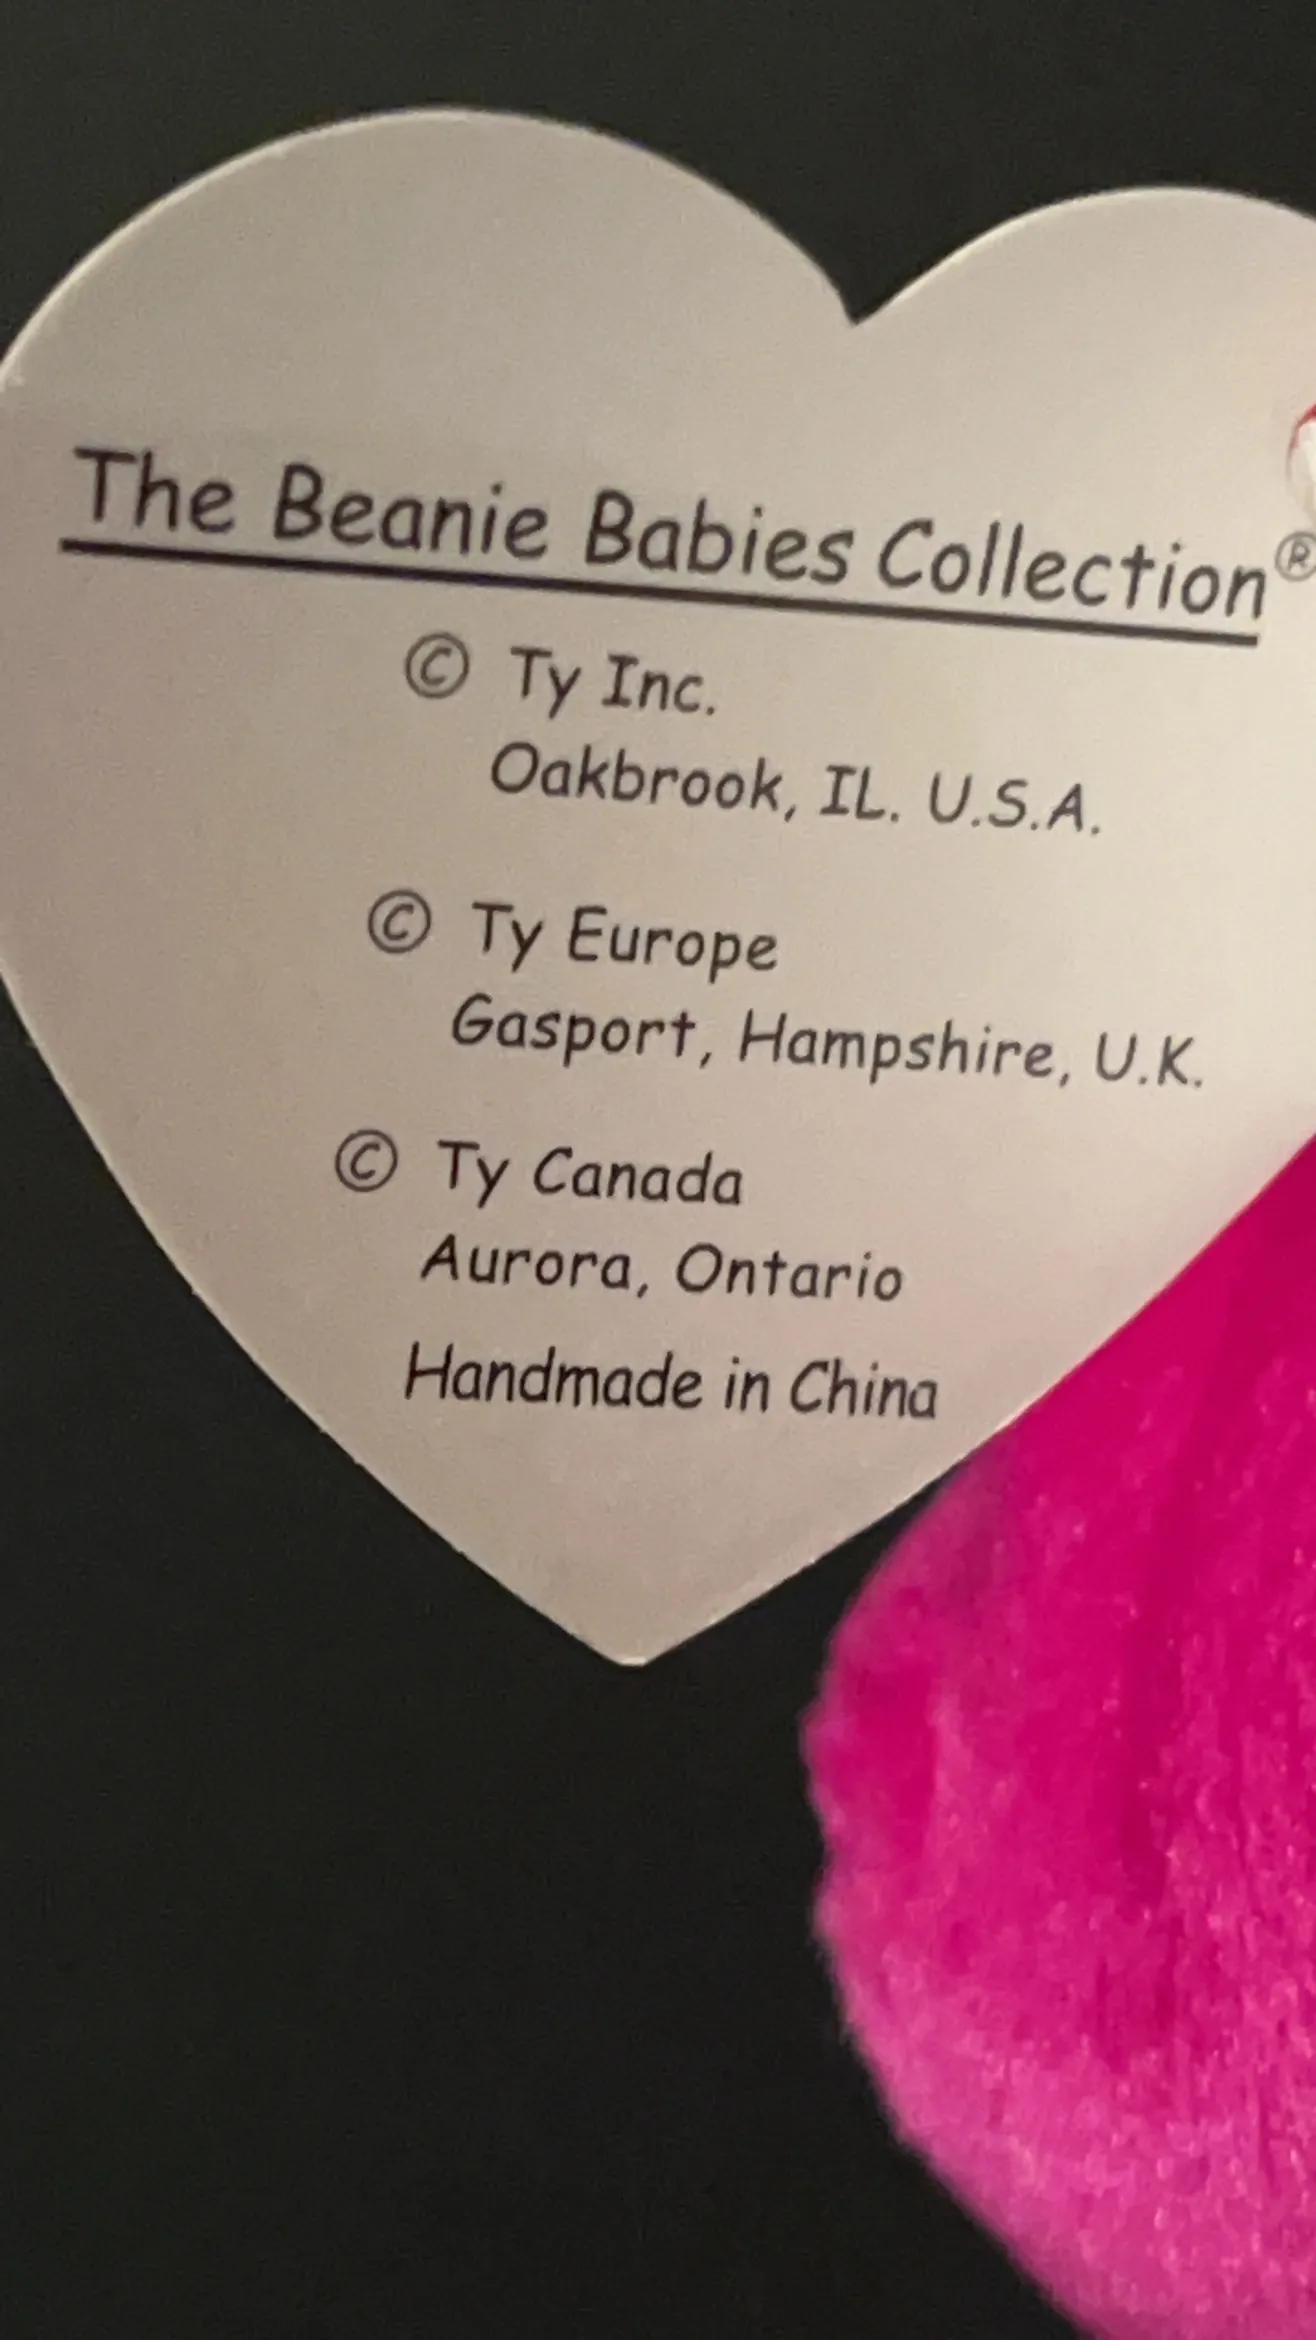 The Beanie Babies Collection®
© Ty Inc.
Oakbrook, IL. U.S.A.
© Ty Europe
Gasport, Hampshire, U.K.
© Ty Canada
Aurora, Ontario
Handmade in China